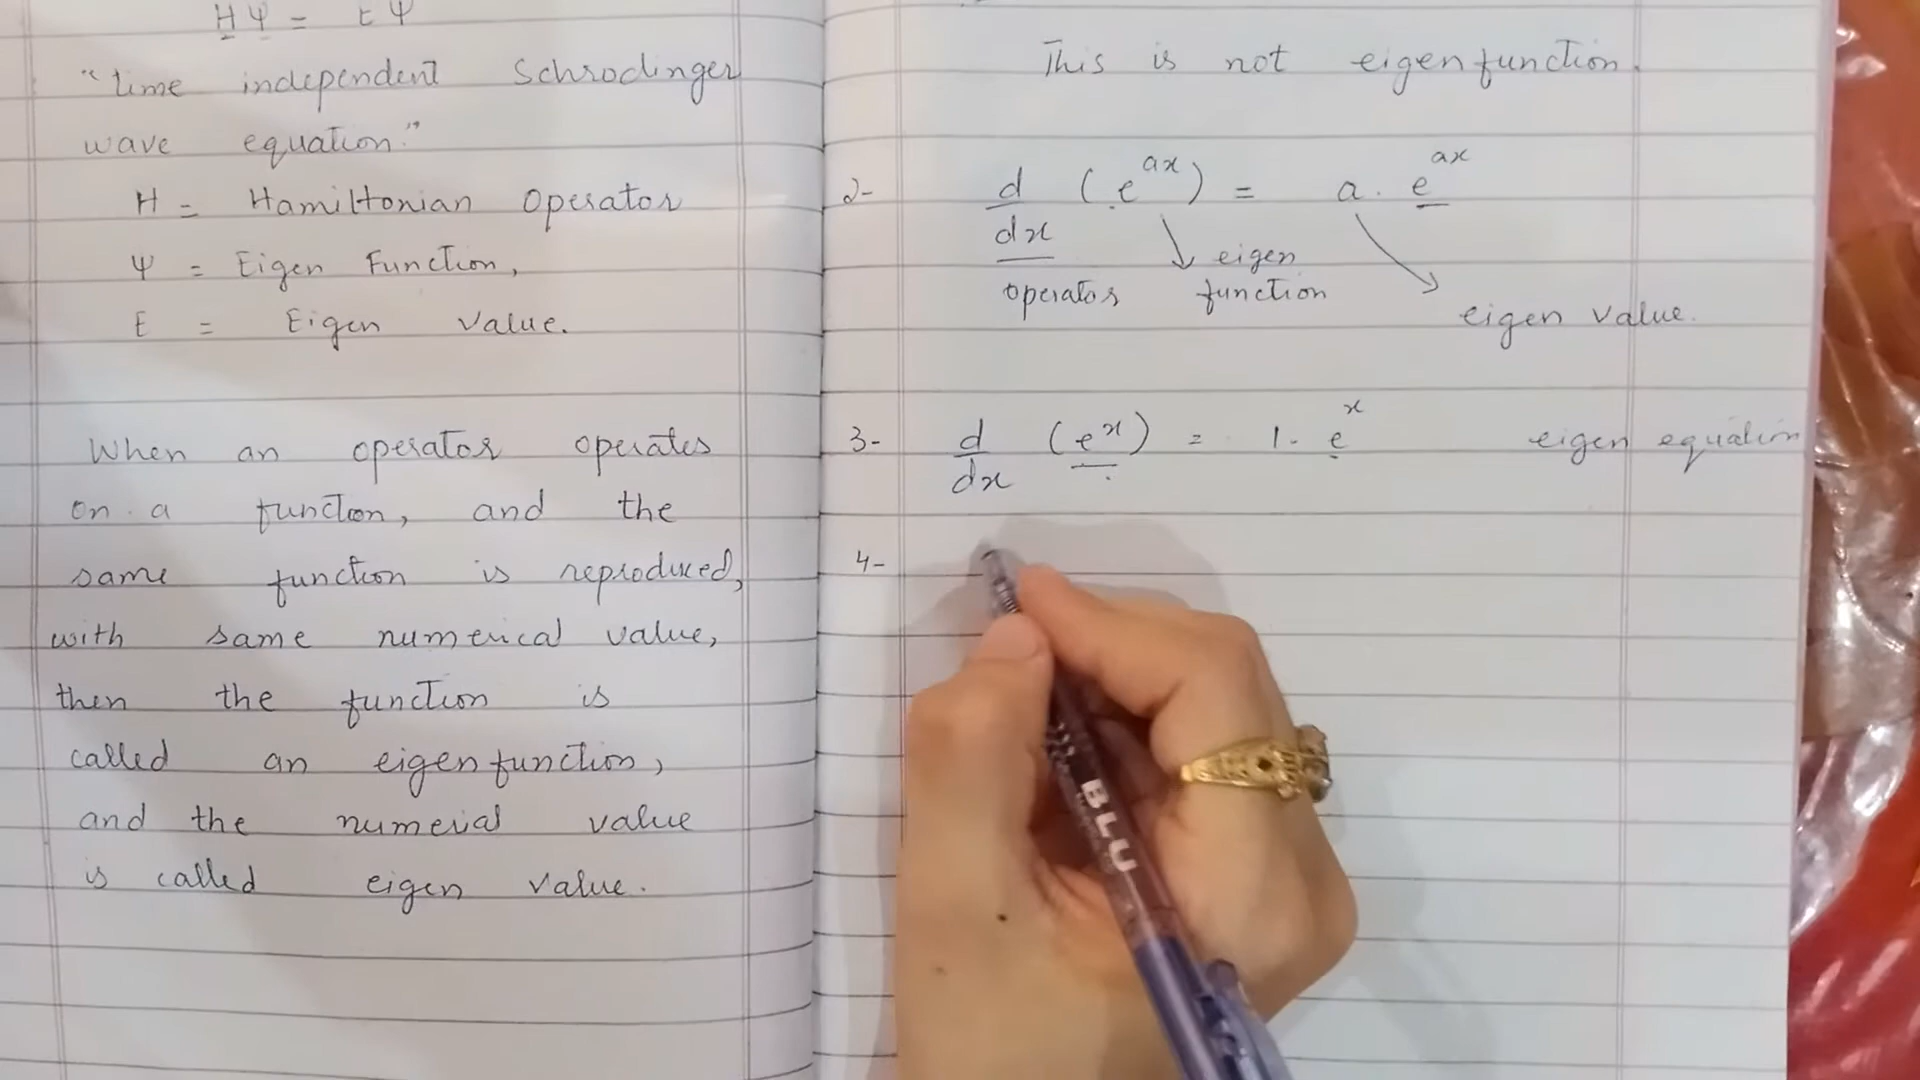 HΨ = EΨ
"time independent Schrodinger
wave equation."
H = Hamiltonian Operator
Ψ = Eigen Function,
E = Eigen Value.
When an operator operates
on a function, and the
same function is reproduced,
with same numerical value,
then the function is
called an eigenfunction,
and the numerial value
is called eigen value.
This is not eigenfunction.
2- d/dx (e^ax) = a. e^ax
operator
eigen
function
eigen value.
3- d/dx (e^x) = 1. e^x eigen equation
4-
BLU